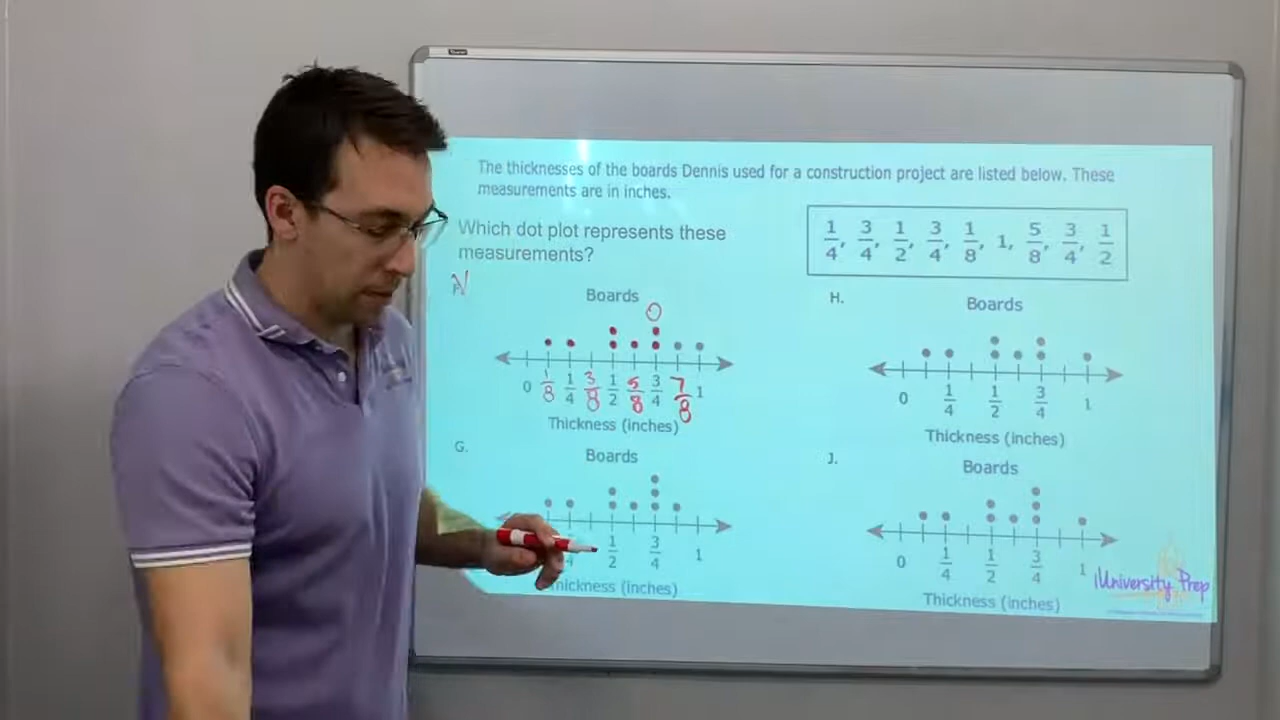 The thicknesses of the boards Dennis used for a construction project are listed below. These
measurements are in inches.
Which dot plot represents these
measurements?
1/4, 3/4, 1/2, 3/4, 1/8, 1, 5/8, 3/4, 1/2
Boards
0 1/8 1/4 3/8 1/2 5/8 3/4 7/8 1
Thickness (inches)
H.
Boards
0 1/4 1/2 3/4 1
Thickness (inches)
G.
Boards
1/2 3/4 1
Thickness (inches)
J.
Boards
0 1/4 1/2 3/4 1
Thickness (inches)
University Prep